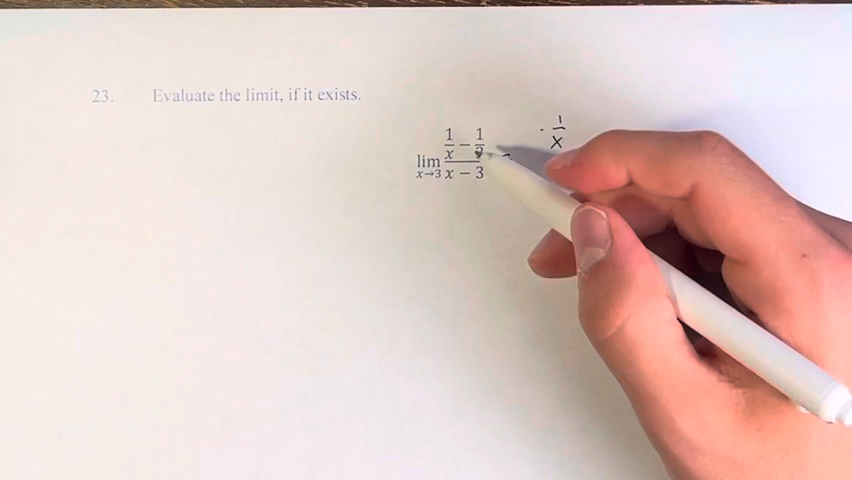 23. Evaluate the limit, if it exists.
1 1 · 1
x − 3 x
lim
x→3 x − 3